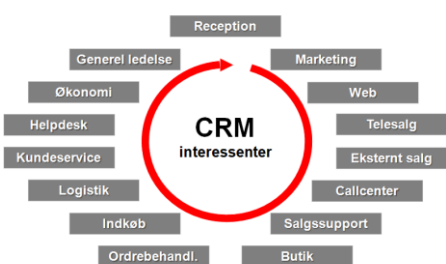 Reception
Generel ledelse
Marketing
Økonomi
Web
Helpdesk
CRM
Telesalg
interessenter
Kundeservice
Eksternt salg
Logistik
Callcenter
Indkøb
Salgssupport
Ordrebehandl.
Butik